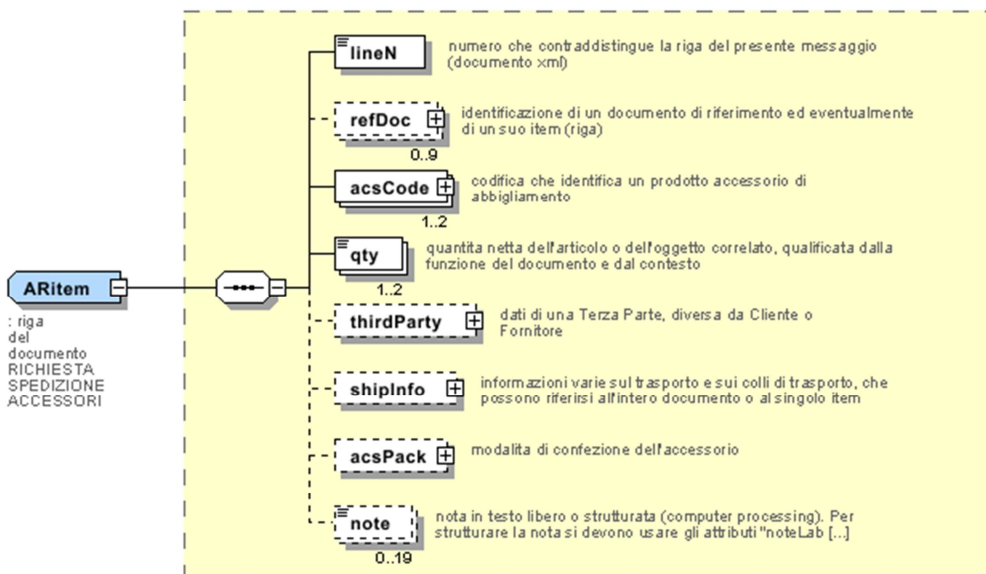 lineN
numero che contraddistingue la riga del presente messaggio
(documento xml)
refDoc
identificazione di un documento di riferimento ed eventualmente
di un suo item (riga)
0..9
acsCode
codifica che identifica un prodotto accessorio di
abbigliamento
1..2
qty
quantita netta dell'articolo o dell'oggetto correlato, qualificata dalla
funzione del documento e dal contesto
1..2
ARitem
: riga
del
documento
RICHIESTA
SPEDIZIONE
ACCESSORI
thirdParty
dati di una Terza Parte, diversa da Cliente o
Fornitore
shipInfo
informazioni varie sul trasporto e sui colli di trasporto, che
possono riferirsi all'intero documento o al singolo item
acsPack
modalita di confezione dell'accessorio
note
nota in testo libero o strutturata (computer processing). Per
strutturare la nota si devono usare gli attributi "noteLab [...]
0..19